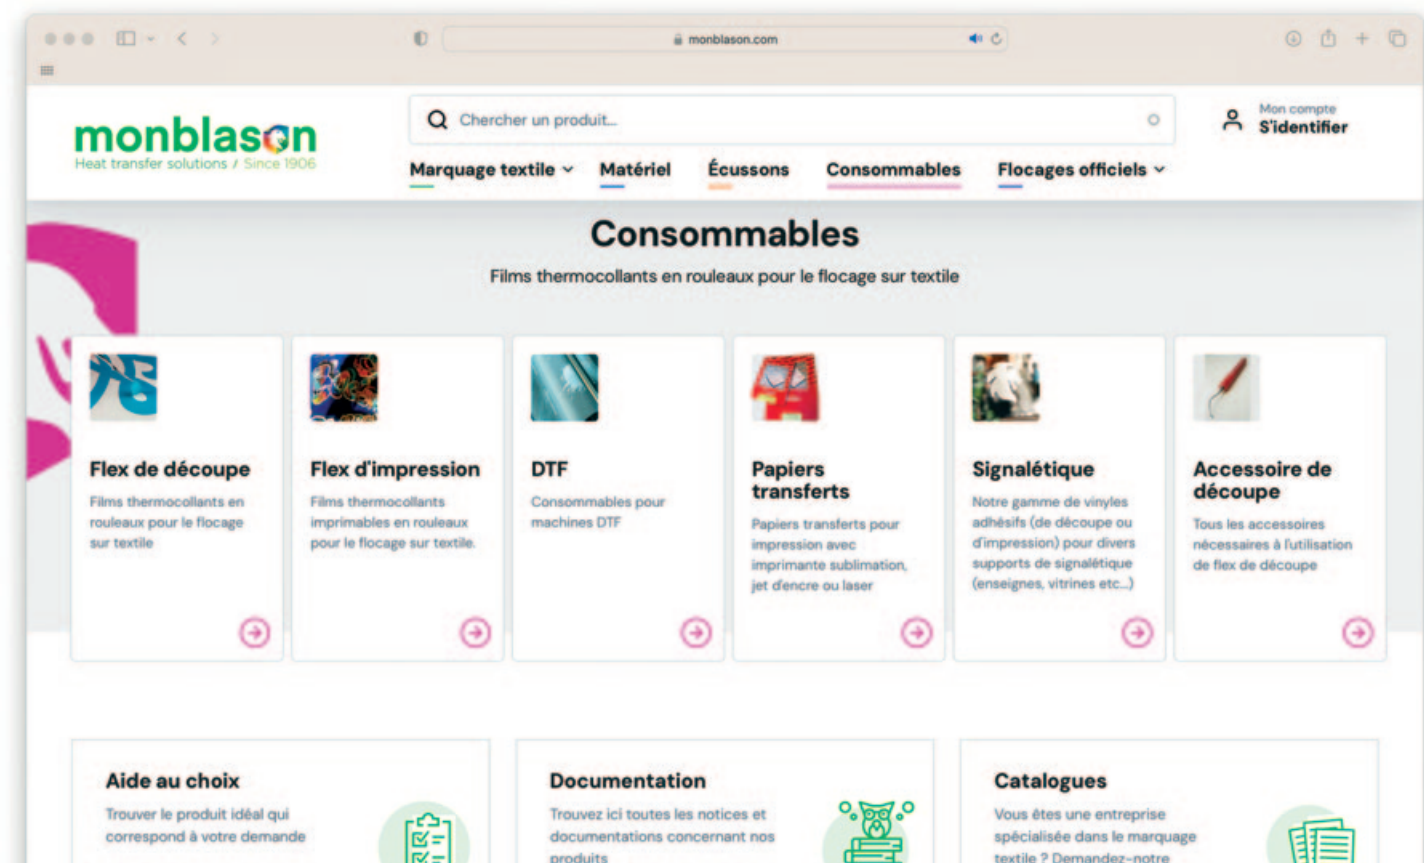 monblason.com
monblason
Heat transfer solutions / Since 1906
Chercher un produit...
Mon compte
S'identifier
Marquage textile
Matériel
Écussons
Consommables
Flocages officiels
Consommables
Films thermocollants en rouleaux pour le flocage sur textile
Flex de découpe
Films thermocollants en
rouleaux pour le flocage
sur textile
Flex d'impression
Films thermocollants
imprimables en rouleaux
pour le flocage sur textile.
DTF
Consommables pour
machines DTF
Papiers
transferts
Papiers transferts pour
impression avec
imprimante sublimation,
jet d'encre ou laser
Signalétique
Notre gamme de vinyles
adhésifs (de découpe ou
d'impression) pour divers
supports de signalétique
(enseignes, vitrines etc...)
Accessoire de
découpe
Tous les accessoires
nécessaires à l'utilisation
de flex de découpe
Aide au choix
Trouver le produit idéal qui
correspond à votre demande
Documentation
Trouvez ici toutes les notices et
documentations concernant nos
produits
Catalogues
Vous êtes une entreprise
spécialisée dans le marquage
textile ? Demandez-notre